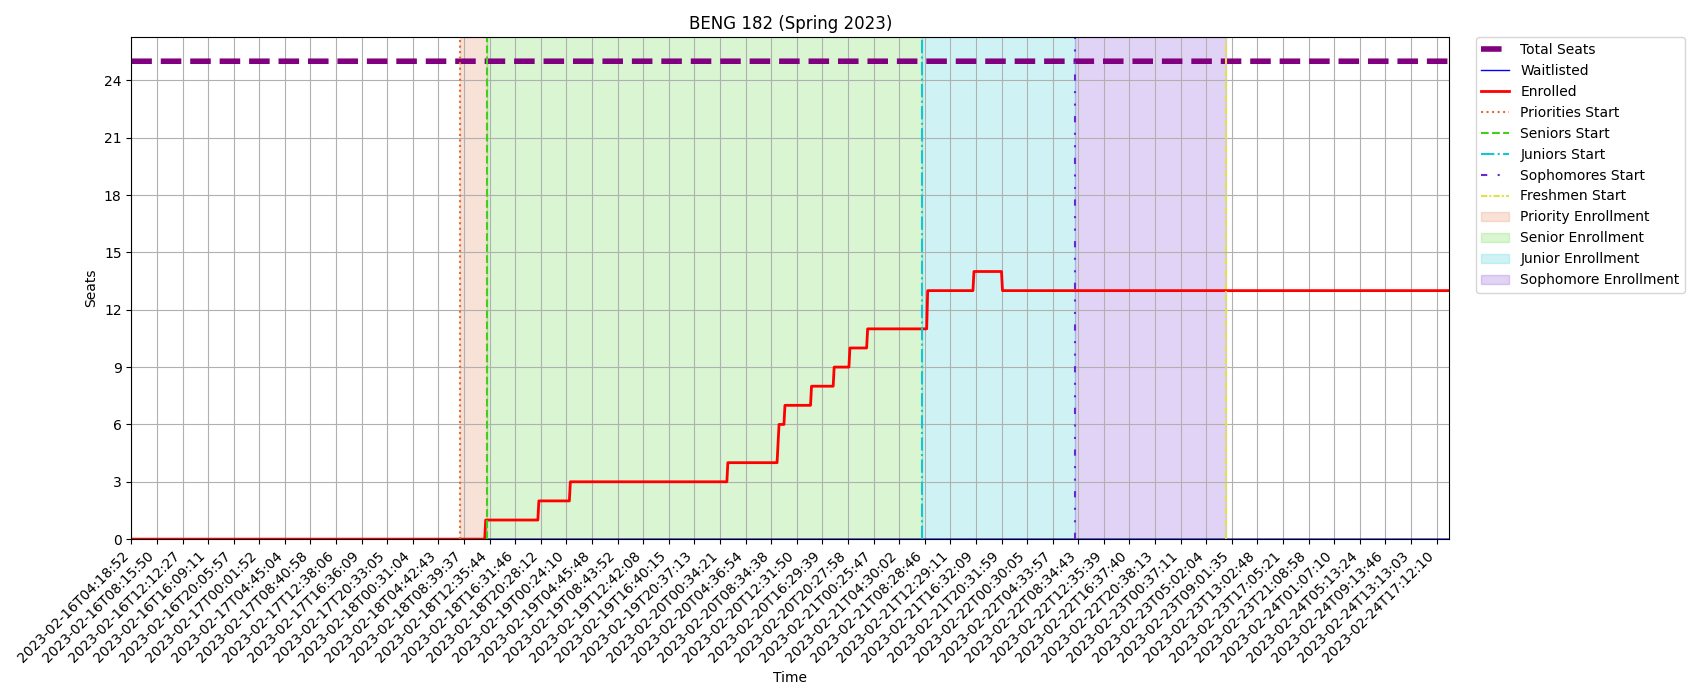 BENG 182 (Spring 2023)
Seats
24
21
18
15
12
9
6
3
0
2023-02-16T04:18:52
2023-02-16T08:15:50
2023-02-16T12:12:27
2023-02-16T16:09:11
2023-02-16T20:05:57
2023-02-17T00:01:52
2023-02-17T04:45:04
2023-02-17T08:40:58
2023-02-17T12:38:06
2023-02-17T16:36:09
2023-02-17T20:33:05
2023-02-18T00:31:04
2023-02-18T04:42:43
2023-02-18T08:39:37
2023-02-18T12:35:44
2023-02-18T16:31:46
2023-02-18T20:28:12
2023-02-19T00:24:10
2023-02-19T04:45:48
2023-02-19T08:43:52
2023-02-19T12:42:08
2023-02-19T16:40:15
2023-02-19T20:37:13
2023-02-20T00:34:21
2023-02-20T04:36:54
2023-02-20T08:34:38
2023-02-20T12:31:50
2023-02-20T16:29:39
2023-02-20T20:27:58
2023-02-21T00:25:47
2023-02-21T04:30:02
2023-02-21T08:28:46
2023-02-21T12:29:11
2023-02-21T16:32:09
2023-02-21T20:31:59
2023-02-22T00:30:05
2023-02-22T04:33:57
2023-02-22T08:34:43
2023-02-22T12:35:39
2023-02-22T16:37:40
2023-02-22T20:38:13
2023-02-23T00:37:11
2023-02-23T05:02:04
2023-02-23T09:01:35
2023-02-23T13:02:48
2023-02-23T17:05:21
2023-02-23T21:08:58
2023-02-24T01:07:10
2023-02-24T05:13:24
2023-02-24T09:13:46
2023-02-24T13:13:03
2023-02-24T17:12:10
Time
Total Seats
Waitlisted
Enrolled
Priorities Start
Seniors Start
Juniors Start
Sophomores Start
Freshmen Start
Priority Enrollment
Senior Enrollment
Junior Enrollment
Sophomore Enrollment